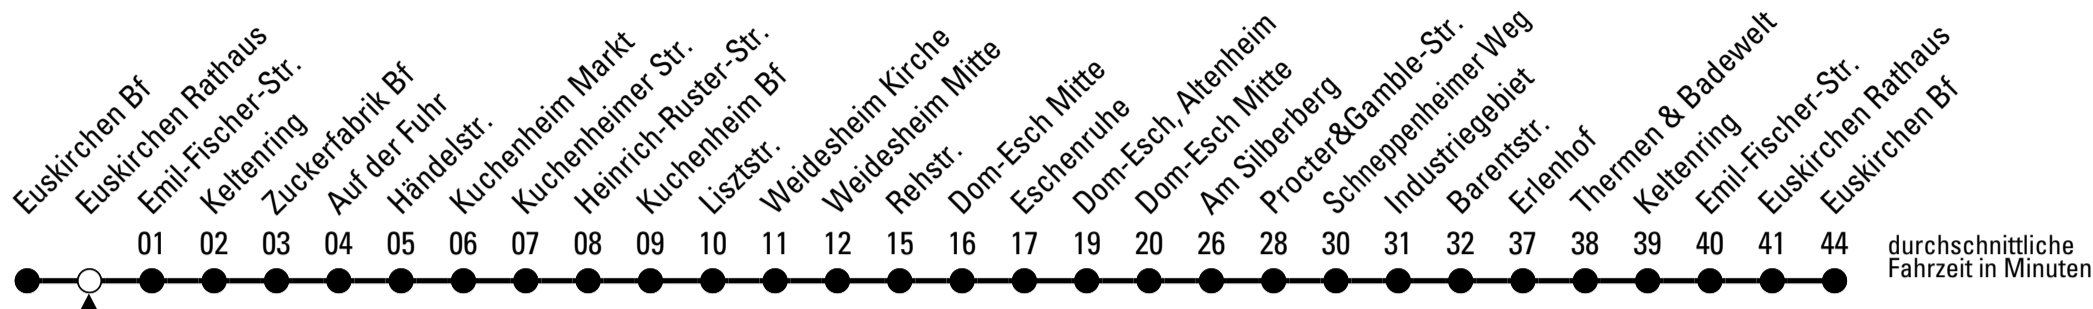 Euskirchen Bf
Euskirchen Rathaus
Emil-Fischer-Str.
Keltenring
Zuckerfabrik Bf
Auf der Fuhr
Händelstr.
Kuchenheim Markt
Kuchenheimer Str.
Heinrich-Ruster-Str.
Kuchenheim Bf
Lisztstr.
Weidesheim Kirche
Weidesheim Mitte
Rehstr.
Dom-Esch Mitte
Eschenruhe
Dom-Esch, Altenheim
Dom-Esch Mitte
Am Silberberg
Procter&Gamble-Str.
Schneppenheimer Weg
Industriegebiet
Barentstr.
Erlenhof
Thermen & Badewelt
Keltenring
Emil-Fischer-Str.
Euskirchen Rathaus
Euskirchen Bf
01 02 03 04 05 06 07 08 09 10 11 12 15 16 17 19 20 26 28 30 31 32 37 38 39 40 41 44
durchschnittliche
Fahrzeit in Minuten